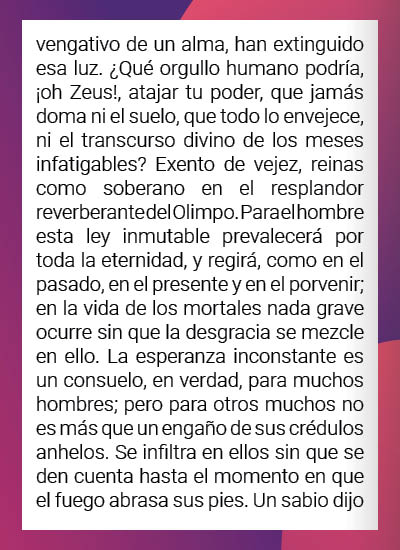 vengativo de un alma, han extinguido
esa luz. ¿Qué orgullo humano podría,
¡oh Zeus!, atajar tu poder, que jamás
doma ni el suelo, que todo lo envejece,
ni el transcurso divino de los meses
infatigables? Exento de vejez, reinas
como soberano en el resplandor
reverberante del Olimpo. Para el hombre
esta ley inmutable prevalecerá por
toda la eternidad, y regirá, como en el
pasado, en el presente y en el porvenir;
en la vida de los mortales nada grave
ocurre sin que la desgracia se mezcle
en ello. La esperanza inconstante es
un consuelo, en verdad, para muchos
hombres; pero para otros muchos no
es más que un engaño de sus crédulos
anhelos. Se infiltra en ellos sin que se
den cuenta hasta el momento en que
el fuego abrasa sus pies. Un sabio dijo